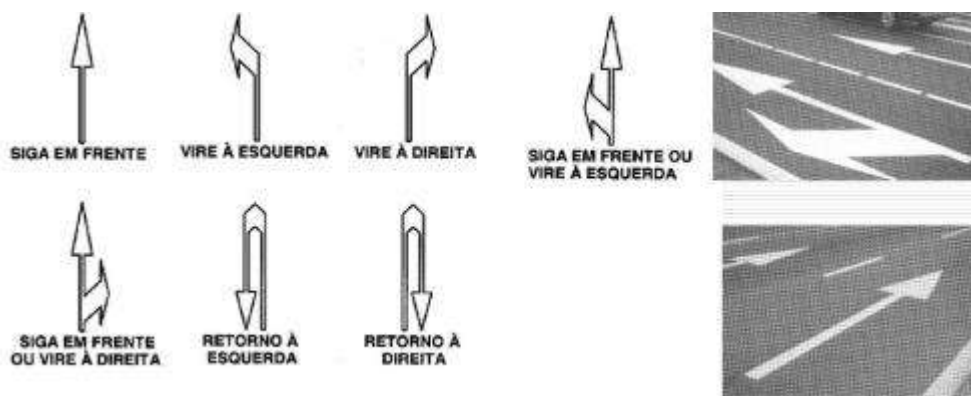 SIGA EM FRENTE
VIRE À ESQUERDA
VIRE À DIREITA
SIGA EM FRENTE OU
VIRE À ESQUERDA
SIGA EM FRENTE
OU VIRE À DIREITA
RETORNO À
ESQUERDA
RETORNO À
DIREITA